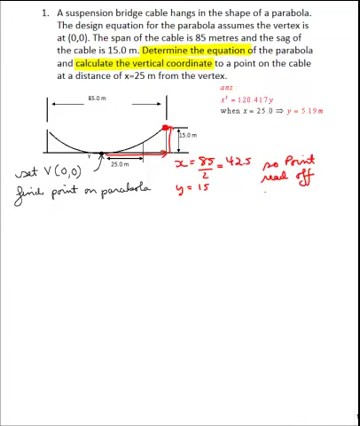 1. A suspension bridge cable hangs in the shape of a parabola.
The design equation for the parabola assumes the vertex is
at (0,0). The span of the cable is 85 metres and the sag of
the cable is 15.0 m. Determine the equation of the parabola
and calculate the vertical coordinate to a point on the cable
at a distance of x=25 m from the vertex.
ans
x² = 120.417y
when x = 25.0 ⇒ y = 5.19m
85.0 m
15.0 m
Y
25.0 m
set V (0,0)
find point on parabola
x = 85/2 = 42.5
y = 15
so Point
read off